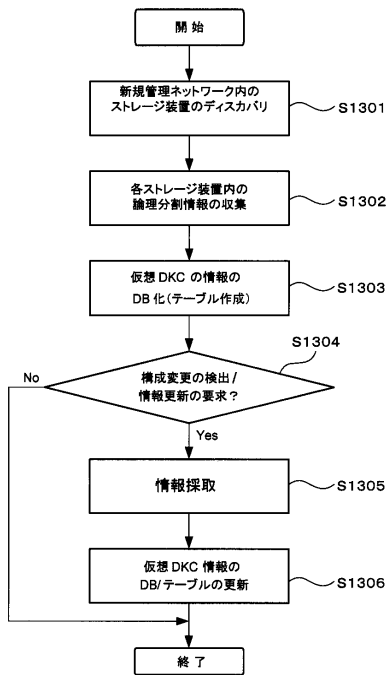 開始
新規管理ネットワーク内の
ストレージ装置のディスカバリ
S1301
各ストレージ装置内の
論理分割情報の収集
S1302
仮想 DKC の情報の
DB 化(テーブル作成)
S1303
S1304
No
構成変更の検出/
情報更新の要求?
Yes
情報採取
S1305
仮想 DKC 情報の
DB/テーブルの更新
S1306
終了